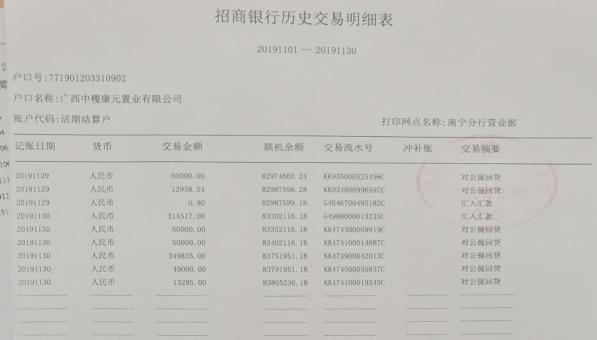 招商银行历史交易明细表
20191101 — 20191130
户口号:771901203310902
户口名称:广西中稷康元置业有限公司
账户代码:活期结算户 打印网点名称:南宁分行营业部
记账日期 货币 交易金额 联机余额 交易流水号 冲补账 交易摘要
20191129 人民币 50000.00 82974660.24 KK935000525456C 对公提回贷
20191129 人民币 12938.04 82987598.28 KK934800996597C 对公提回贷
20191129 人民币 0.90 82987599.18 G4646700495182C 汇入汇款
20191130 人民币 314517.00 83302116.18 G4988000013235C 汇入汇款
20191130 人民币 50000.00 83352116.18 KK474300009919C 对公提回贷
20191130 人民币 50000.00 83402116.18 KK474100014687C 对公提回贷
20191130 人民币 349835.00 83751951.18 KK473900042013C 对公提回贷
20191130 人民币 40000.00 83791951.18 KK474500035837C 对公提回贷
20191130 人民币 13285.00 83805236.18 KK474100019345C 对公提回贷